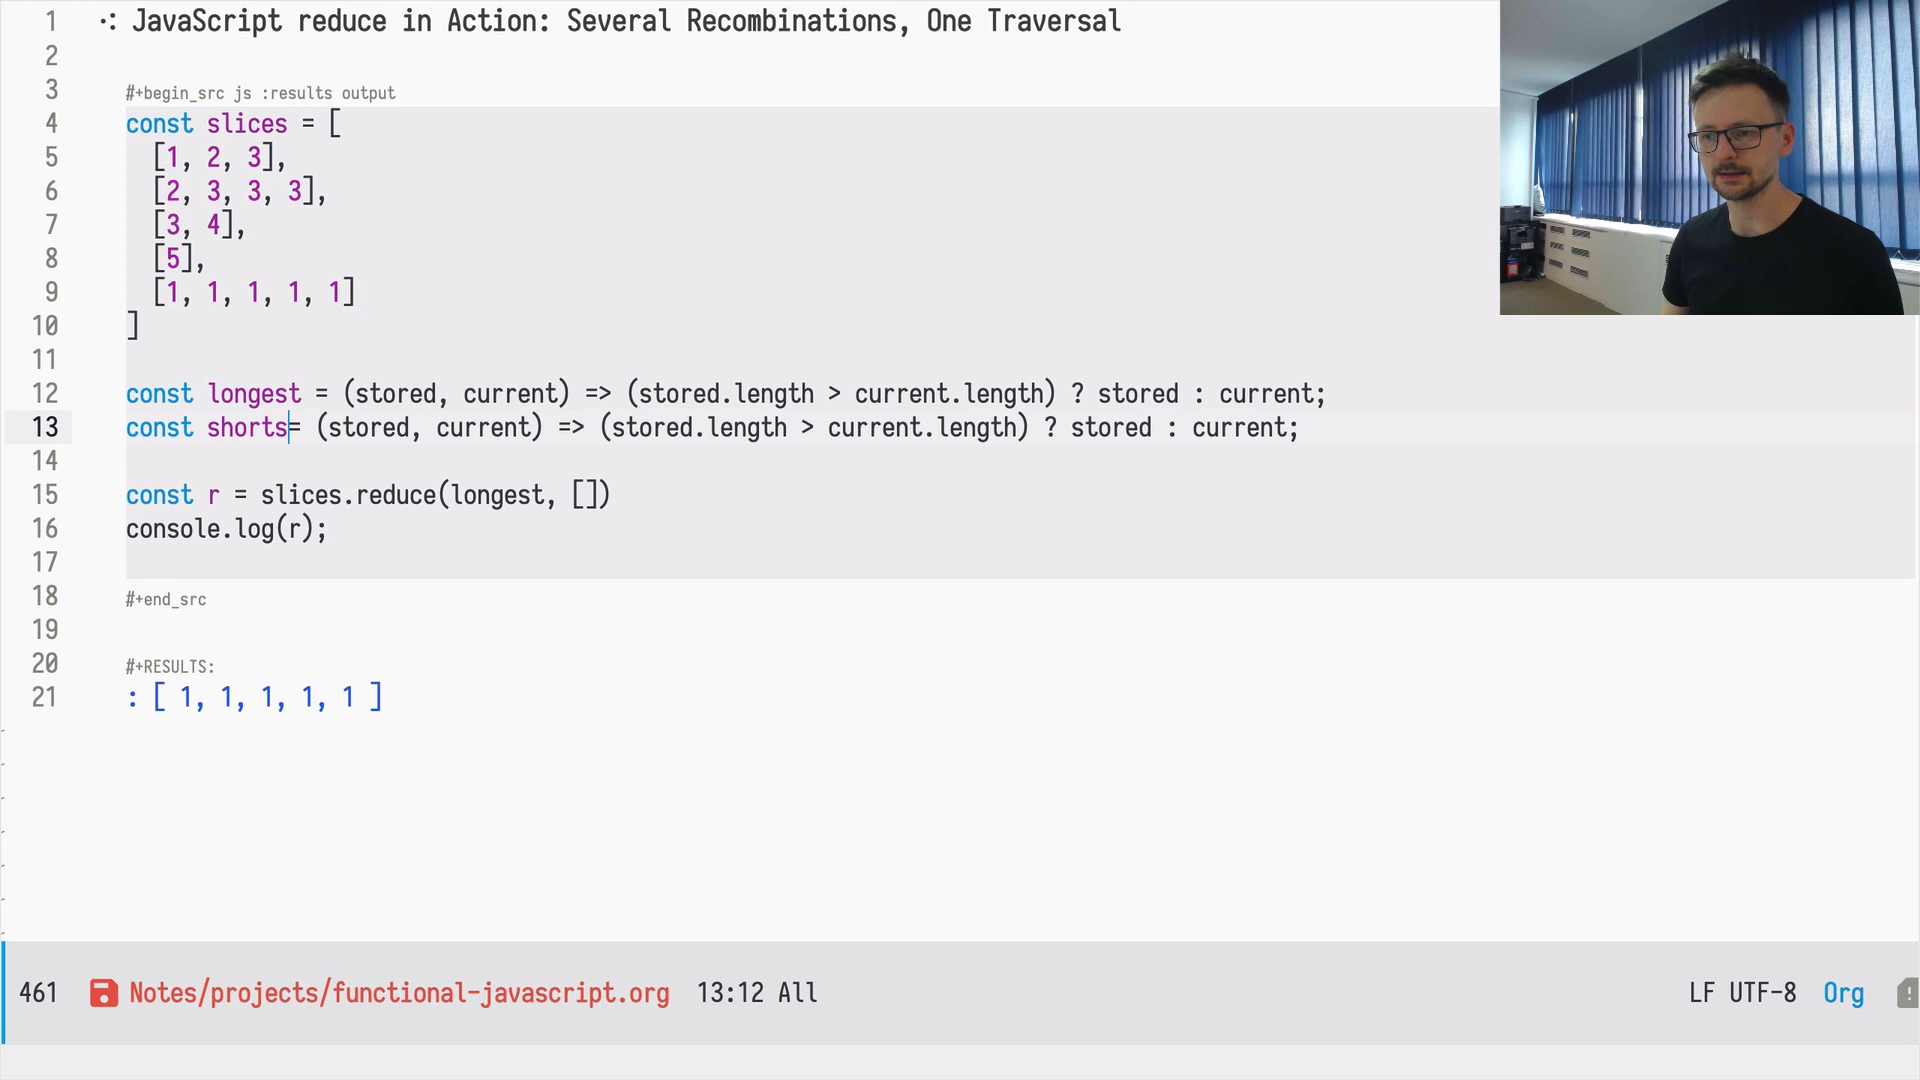 1 JavaScript reduce in Action: Several Recombinations, One Traversal
2
3 #+begin_src js :results output
4 const slices = [
5 [1, 2, 3],
6 [2, 3, 3, 3],
7 [3, 4],
8 [5],
9 [1, 1, 1, 1, 1]
10 ]
11
12 const longest = (stored, current) => (stored.length > current.length) ? stored : current;
13 const shorts= (stored, current) => (stored.length > current.length) ? stored : current;
14
15 const r = slices.reduce(longest, [])
16 console.log(r);
17
18 #+end_src
19
20 #+RESULTS:
21 : [ 1, 1, 1, 1, 1 ]
461 Notes/projects/functional-javascript.org 13:12 All LF UTF-8 Org